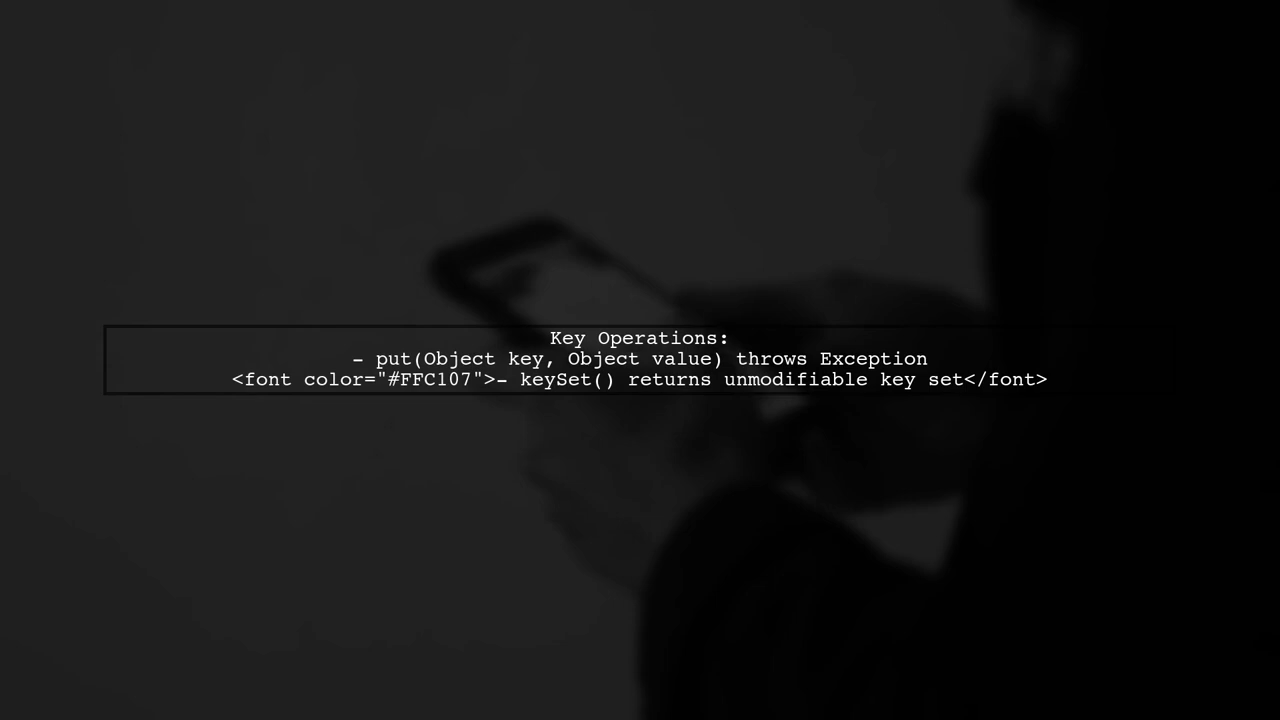 Key Operations:
- put(Object key, Object value) throws Exception
<font color="#FFC107">- keySet() returns unmodifiable key set</font>